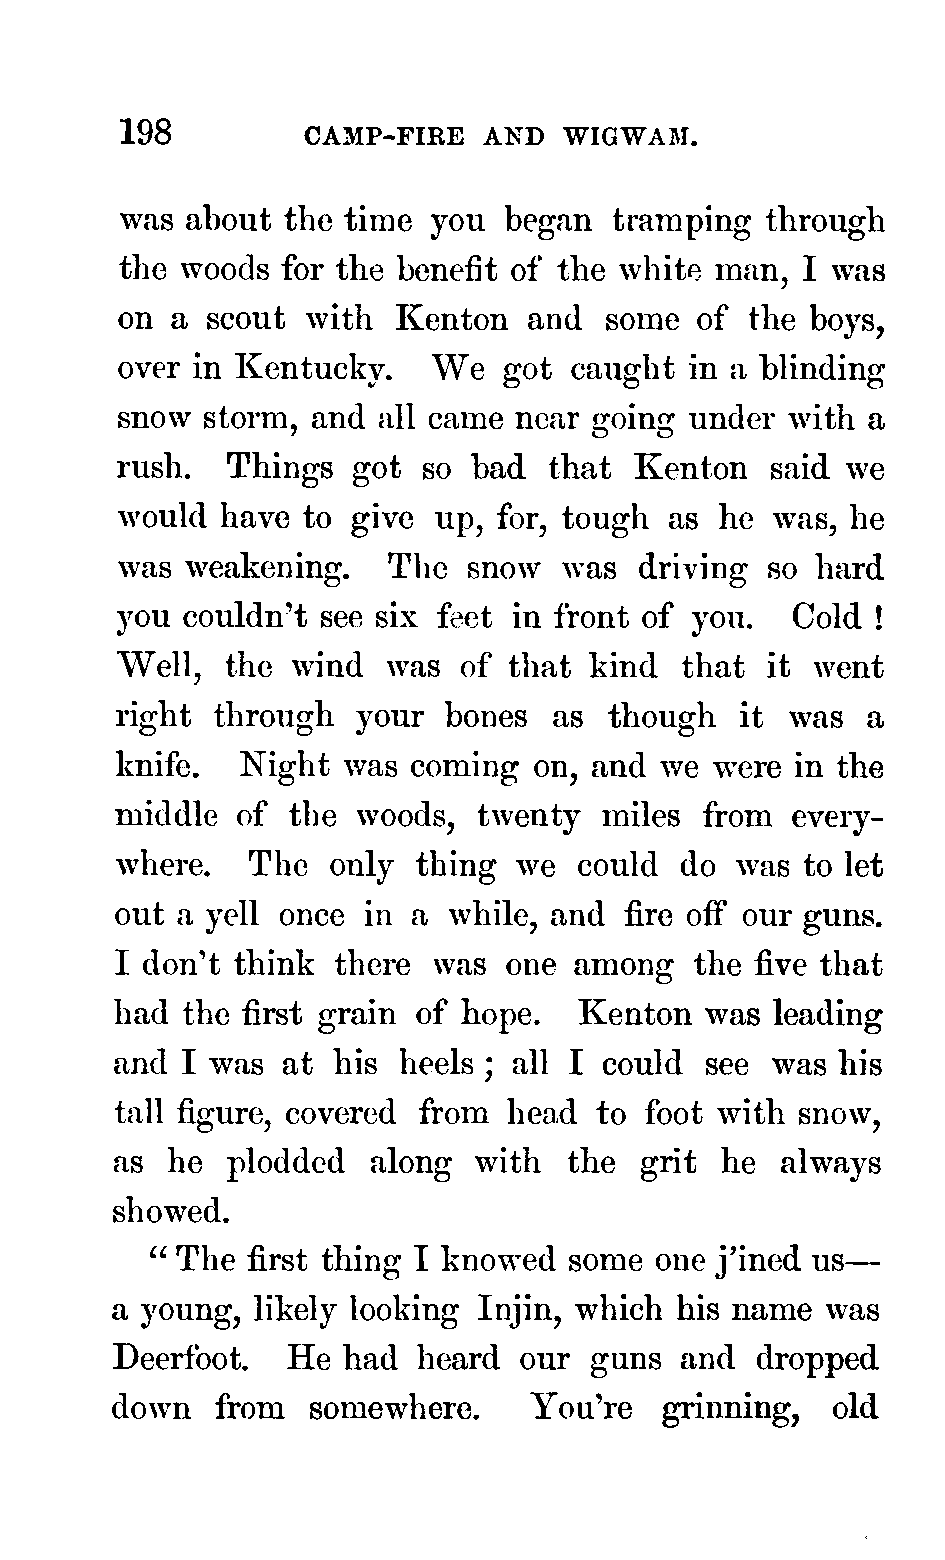 198 CAMP-FIRE AND WIGWAM.
was about the time you began tramping through
the woods for the benefit of the white man, I was
on a scout with Kenton and some of the boys,
over in Kentucky. We got caught in a blinding
snow storm, and all came near going under with a
rush. Things got so bad that Kenton said we
would have to give up, for, tough as he was, he
was weakening. The snow was driving so hard
you couldn't see six feet in front of you. Cold !
Well, the wind was of that kind that it went
right through your bones as though it was a
knife. Night was coming on, and we were in the
middle of the woods, twenty miles from every-
where. The only thing we could do was to let
out a yell once in a while, and fire off our guns.
I don't think there was one among the five that
had the first grain of hope. Kenton was leading
and I was at his heels ; all I could see was his
tall figure, covered from head to foot with snow,
as he plodded along with the grit he always
showed.
“ The first thing I knowed some one j'ined us—
a young, likely looking Injin, which his name was
Deerfoot. He had heard our guns and dropped
down from somewhere. You're grinning, old